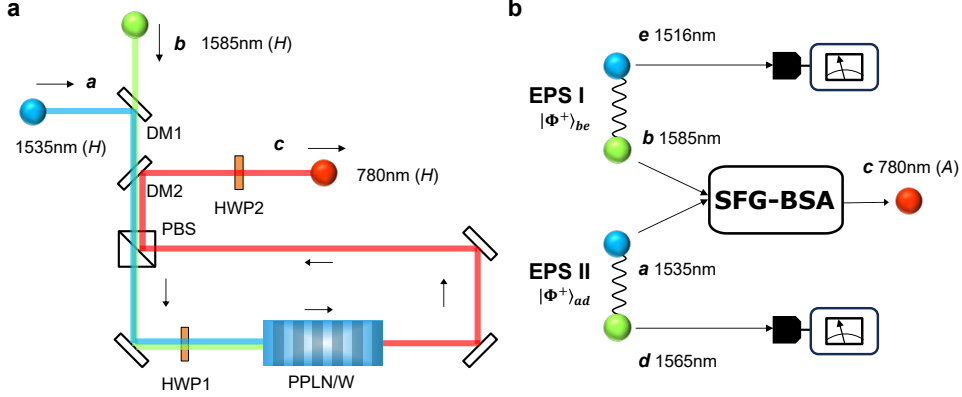 a
b 1585nm (H)
a
1535nm (H)
DM1
c
780nm (H)
DM2
HWP2
PBS
HWP1
PPLN/W
b
e 1516nm
EPS I
|Φ⁺⟩be
b 1585nm
c 780nm (A)
SFG-BSA
EPS II
|Φ⁺⟩ad
a 1535nm
d 1565nm